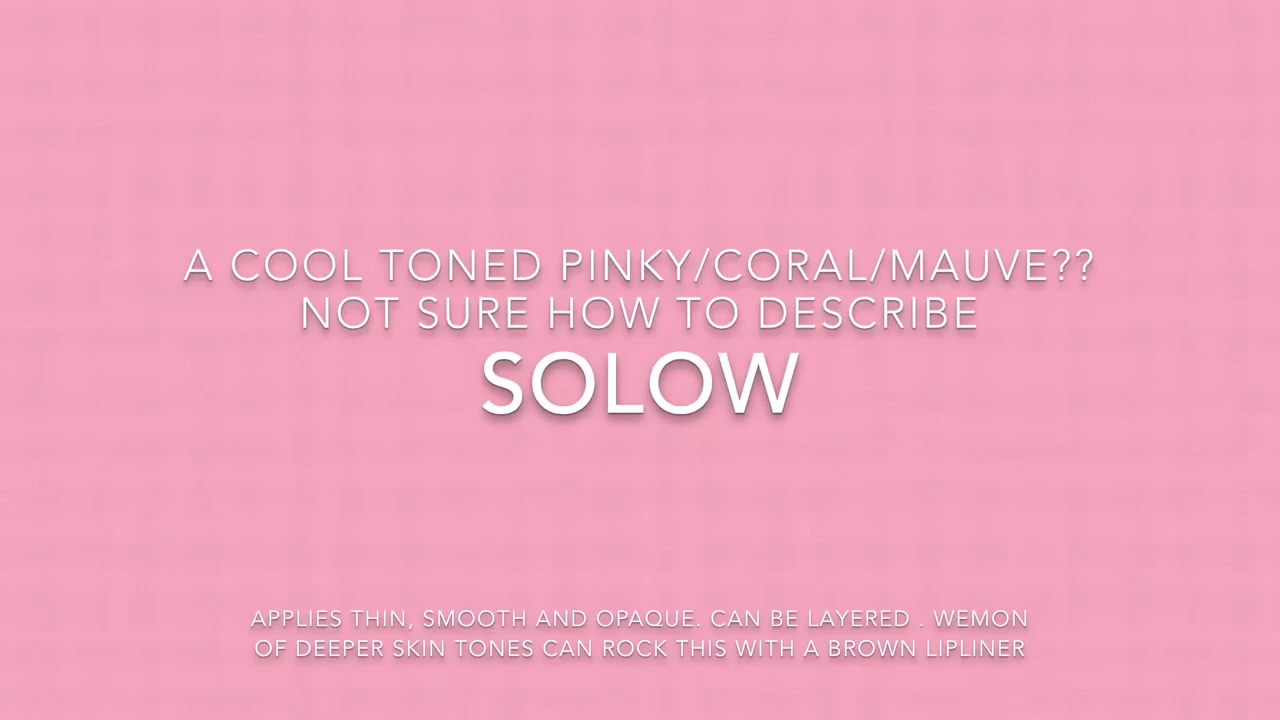 A COOL TONED PINKY/CORAL/MAUVE??
NOT SURE HOW TO DESCRIBE
SOLOW
APPLIES THIN, SMOOTH AND OPAQUE. CAN BE LAYERED . WEMON
OF DEEPER SKIN TONES CAN ROCK THIS WITH A BROWN LIPLINER